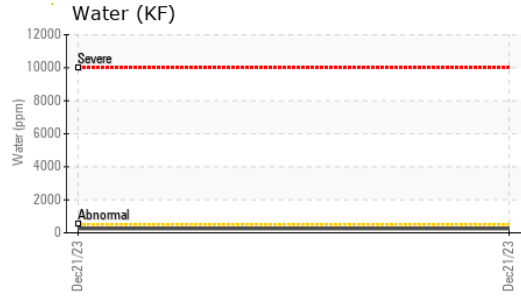 Water (KF)
12000
Severe
10000
8000
Water (ppm)
6000
4000
2000
Abnormal
0
Dec21/23
Dec21/23